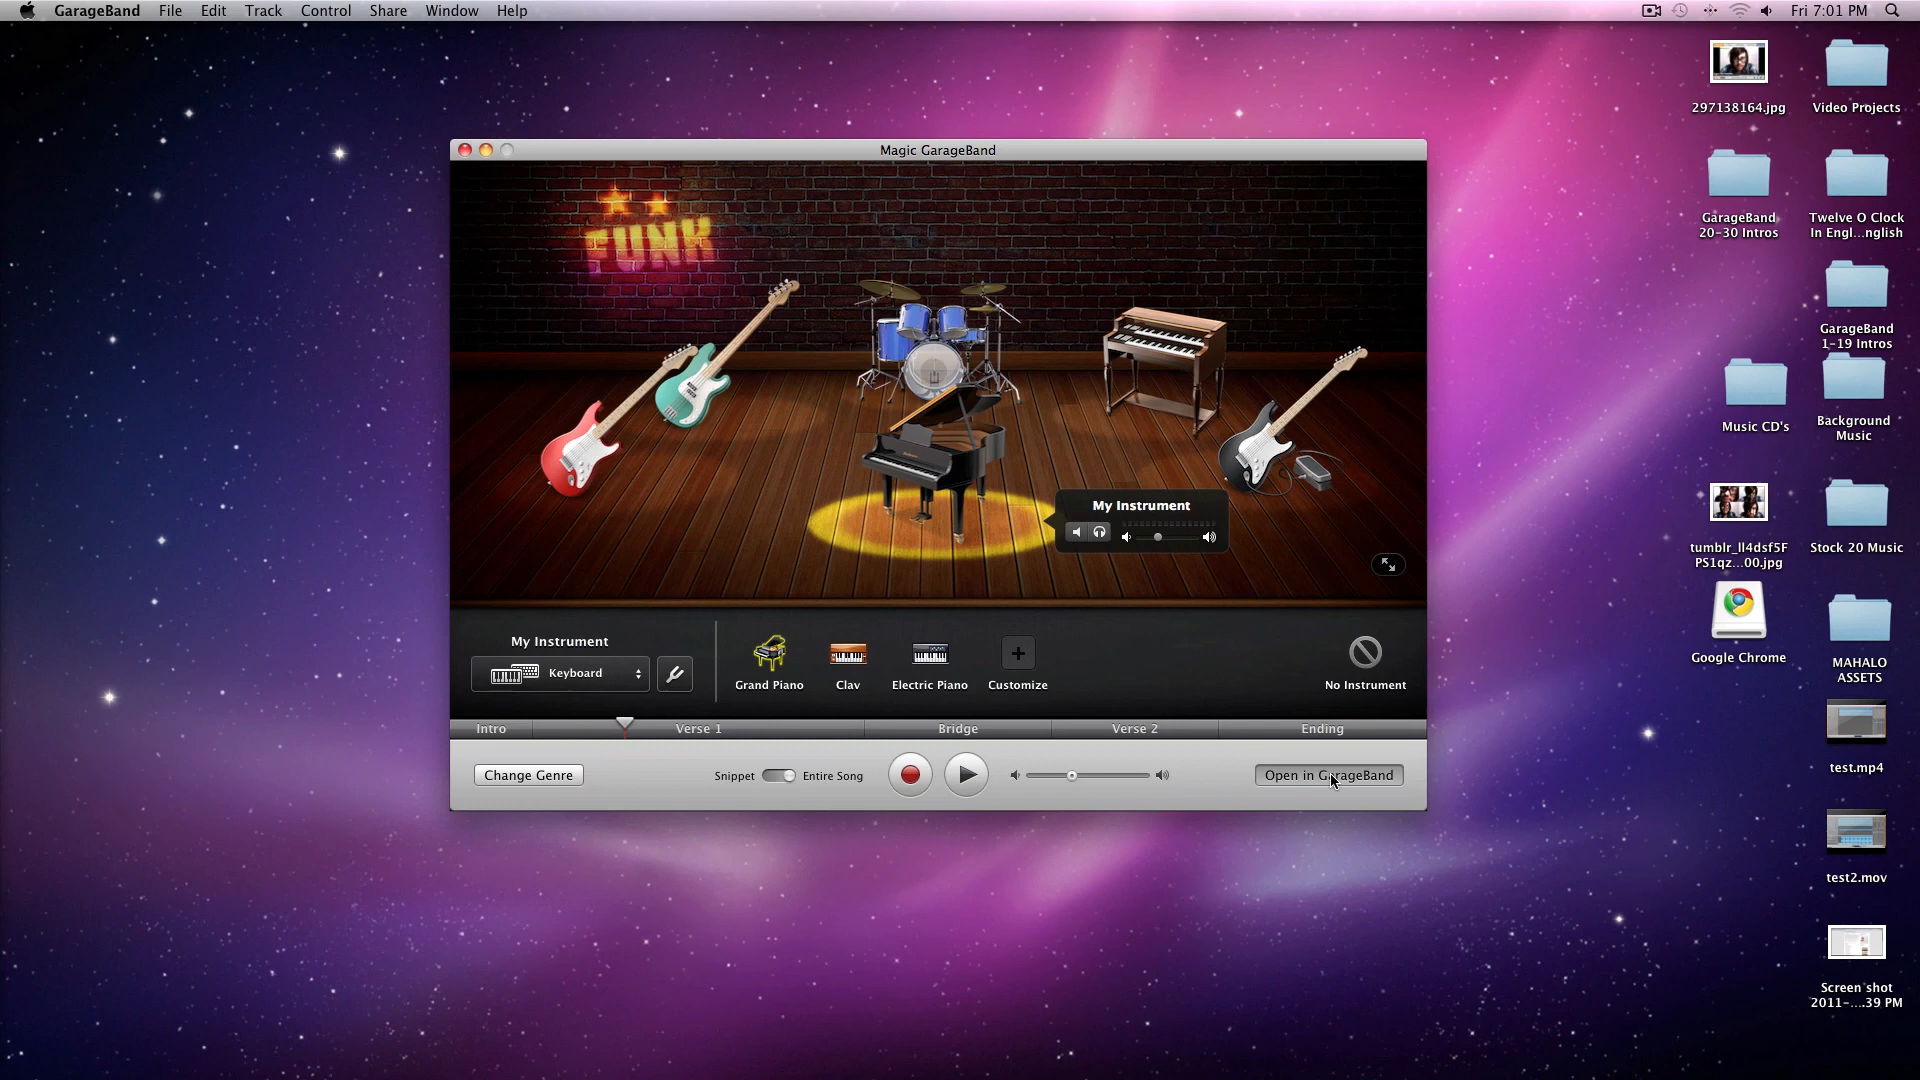 GarageBand File Edit Track Control Share Window Help
Fri 7:01 PM
297138164.jpg
Video Projects
GarageBand
20-30 Intros
Twelve O Clock
In Engl...nglish
GarageBand
1-19 Intros
Music CD's
Background
Music
tumblr_ll4dsf5F
PS1qz...00.jpg
Stock 20 Music
Google Chrome
MAHALO
ASSETS
test.mp4
test2.mov
Screen shot
2011-....39 PM
Magic GarageBand
FUNK
My Instrument
My Instrument
Keyboard
Grand Piano
Clav
Electric Piano
Customize
No Instrument
Intro
Verse 1
Bridge
Verse 2
Ending
Change Genre
Snippet
Entire Song
Open in GarageBand